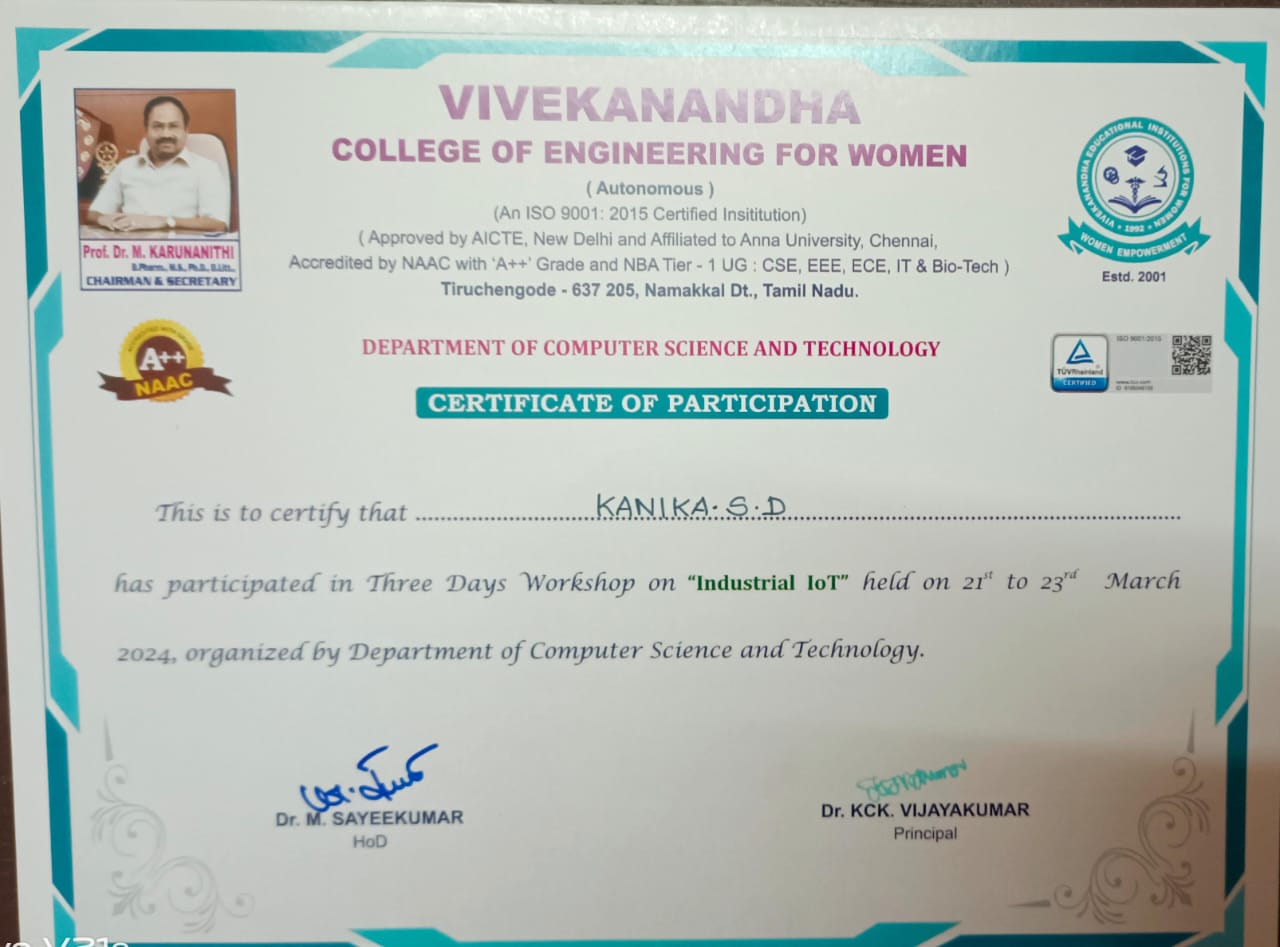 VIVEKANANDHA
COLLEGE OF ENGINEERING FOR WOMEN
( Autonomous )
(An ISO 9001: 2015 Certified Insititution)
( Approved by AICTE, New Delhi and Affiliated to Anna University, Chennai,
Accredited by NAAC with 'A++' Grade and NBA Tier - 1 UG : CSE, EEE, ECE, IT & Bio-Tech )
Tiruchengode - 637 205, Namakkal Dt., Tamil Nadu.
Prof. Dr. M. KARUNANITHI
B.Pharm., M.S., Ph.D., D.Litt.,
CHAIRMAN & SECRETARY
VIVEKANANDHA EDUCATIONAL INSTITUTIONS FOR WOMEN
1992
WOMEN EMPOWERMENT
Estd. 2001
A++
NAAC
DEPARTMENT OF COMPUTER SCIENCE AND TECHNOLOGY
TÜVRheinland
CERTIFIED
ISO 9001:2015
www.tuv.com
CERTIFICATE OF PARTICIPATION
This is to certify that KANIKA. S. D
has participated in Three Days Workshop on “Industrial IoT” held on 21st to 23rd March
2024, organized by Department of Computer Science and Technology.
Dr. M. SAYEEKUMAR
HoD
Dr. KCK. VIJAYAKUMAR
Principal